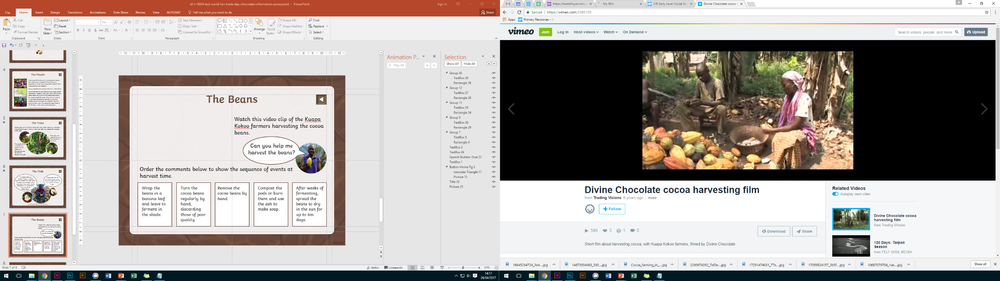 t2-t-16544-ks2-world-fair-trade-day-chocolate-information-powerpoint - PowerPoint
Sign in
File Home Insert Design Transitions Animations Slide Show Review View ACROBAT Tell me what you want to do
Share
Paste
Cut
Copy
Format Painter
Clipboard
New
Slide
Layout
Reset
Section
Slides
14+
Font
Text Direction
Align Text
Convert to SmartArt
Paragraph
Arrange
Quick
Styles
Shape Fill
Shape Outline
Shape Effects
Drawing
Find
Replace
Select
Editing
4
The People
5
The Trees
6
The Pods
7
The Beans
8
The Beans
Watch this video clip of the Kuapa
Kokoo farmers harvesting the cocoa
beans.
Can you help me
harvest the beans?
Order the comments below to show the sequence of events at
harvest time.
Wrap the
beans in a
banana leaf
and leave to
ferment in
the shade.
Turn the
cocoa beans
regularly by
hand,
discarding
those of poor
quality.
Remove the
cocoa beans by
hand.
Compost the
pods or burn
them and use
the ash to
make soap.
After weeks of
fermenting,
spread the
beans to dry
in the sun for
up to ten
days.
Animation P...
Play All
Selection
Show All Hide All
Group 40
TextBox 39
Rectangle 38
Group 12
TextBox 37
Rectangle 36
Group 11
TextBox 35
Rectangle 34
Group 9
TextBox 30
Rectangle 29
Group 7
TextBox 5
Rectangle 4
TextBox 2
TextBox 24
Speech Bubble: Oval 22
TextBox 1
Button Home Pg 3
Isosceles Triangle 17
Picture 15
Title 20
Picture 25
Slide 7 of 8
Notes Comments 91%
14:17
26/04/2017
https://twinklhq.twinkl.c
My 90's
CfE Early Level Social Stu
Divine Chocolate cocoa
Secure | https://vimeo.com/3385105
Apps Primary Resources - K
vimeo Join Log in Host videos Watch On Demand
Search videos, people, and more
Upload
Divine Chocolate cocoa harvesting film
from Trading Visions 8 years ago | more
+ Follow
584 3 1 0
Download Share
Short film about harvesting cocoa, with Kuapa Kokoo farmers, filmed by Divine Chocolate
Related Videos
Autoplay next video
Divine Chocolate cocoa
harvesting film
from Trading Visions
120 Days: Tarpon
Season
from FELT SOUL MEDIA
16645234724_3e4....jpg
14673504063_392....jpg
Cocoa_farming_in_....jpg
2290974392_7ef2e....jpg
17291474031_77e....jpg
17059524157_3b5f....jpg
10687079704_1ae....jpg
Show all